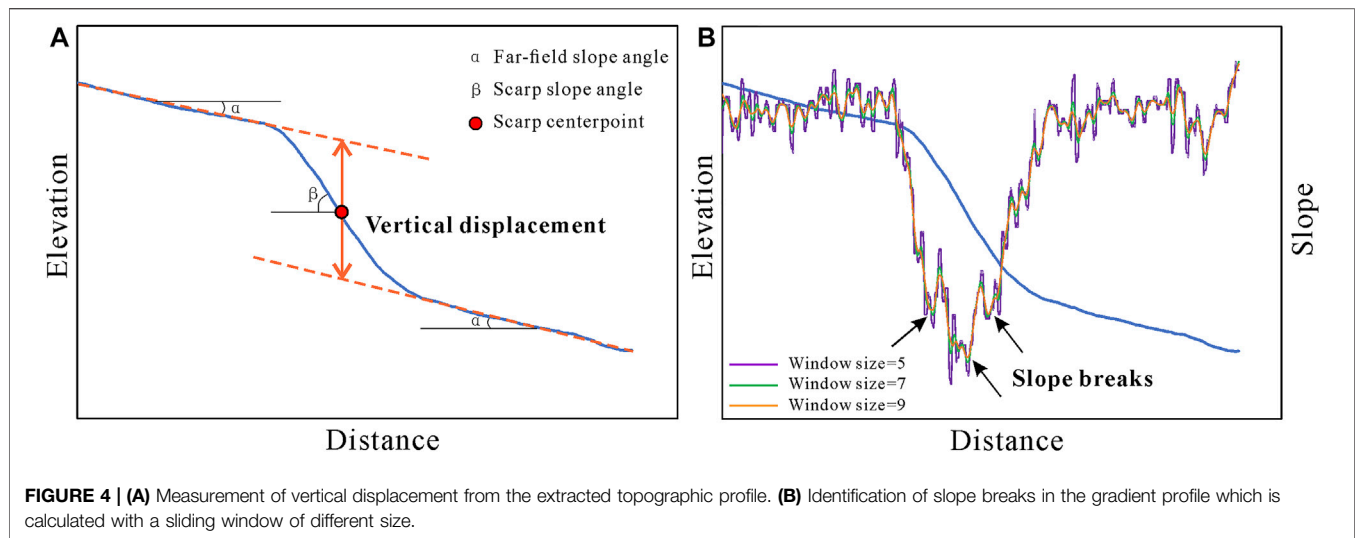 A
α Far-field slope angle
β Scarp slope angle
Scarp centerpoint
α
β
Vertical displacement
α
Elevation
Distance
B
Elevation
Slope
Window size=5
Window size=7
Window size=9
Slope breaks
Distance
FIGURE 4 | (A) Measurement of vertical displacement from the extracted topographic profile. (B) Identification of slope breaks in the gradient profile which is
calculated with a sliding window of different size.